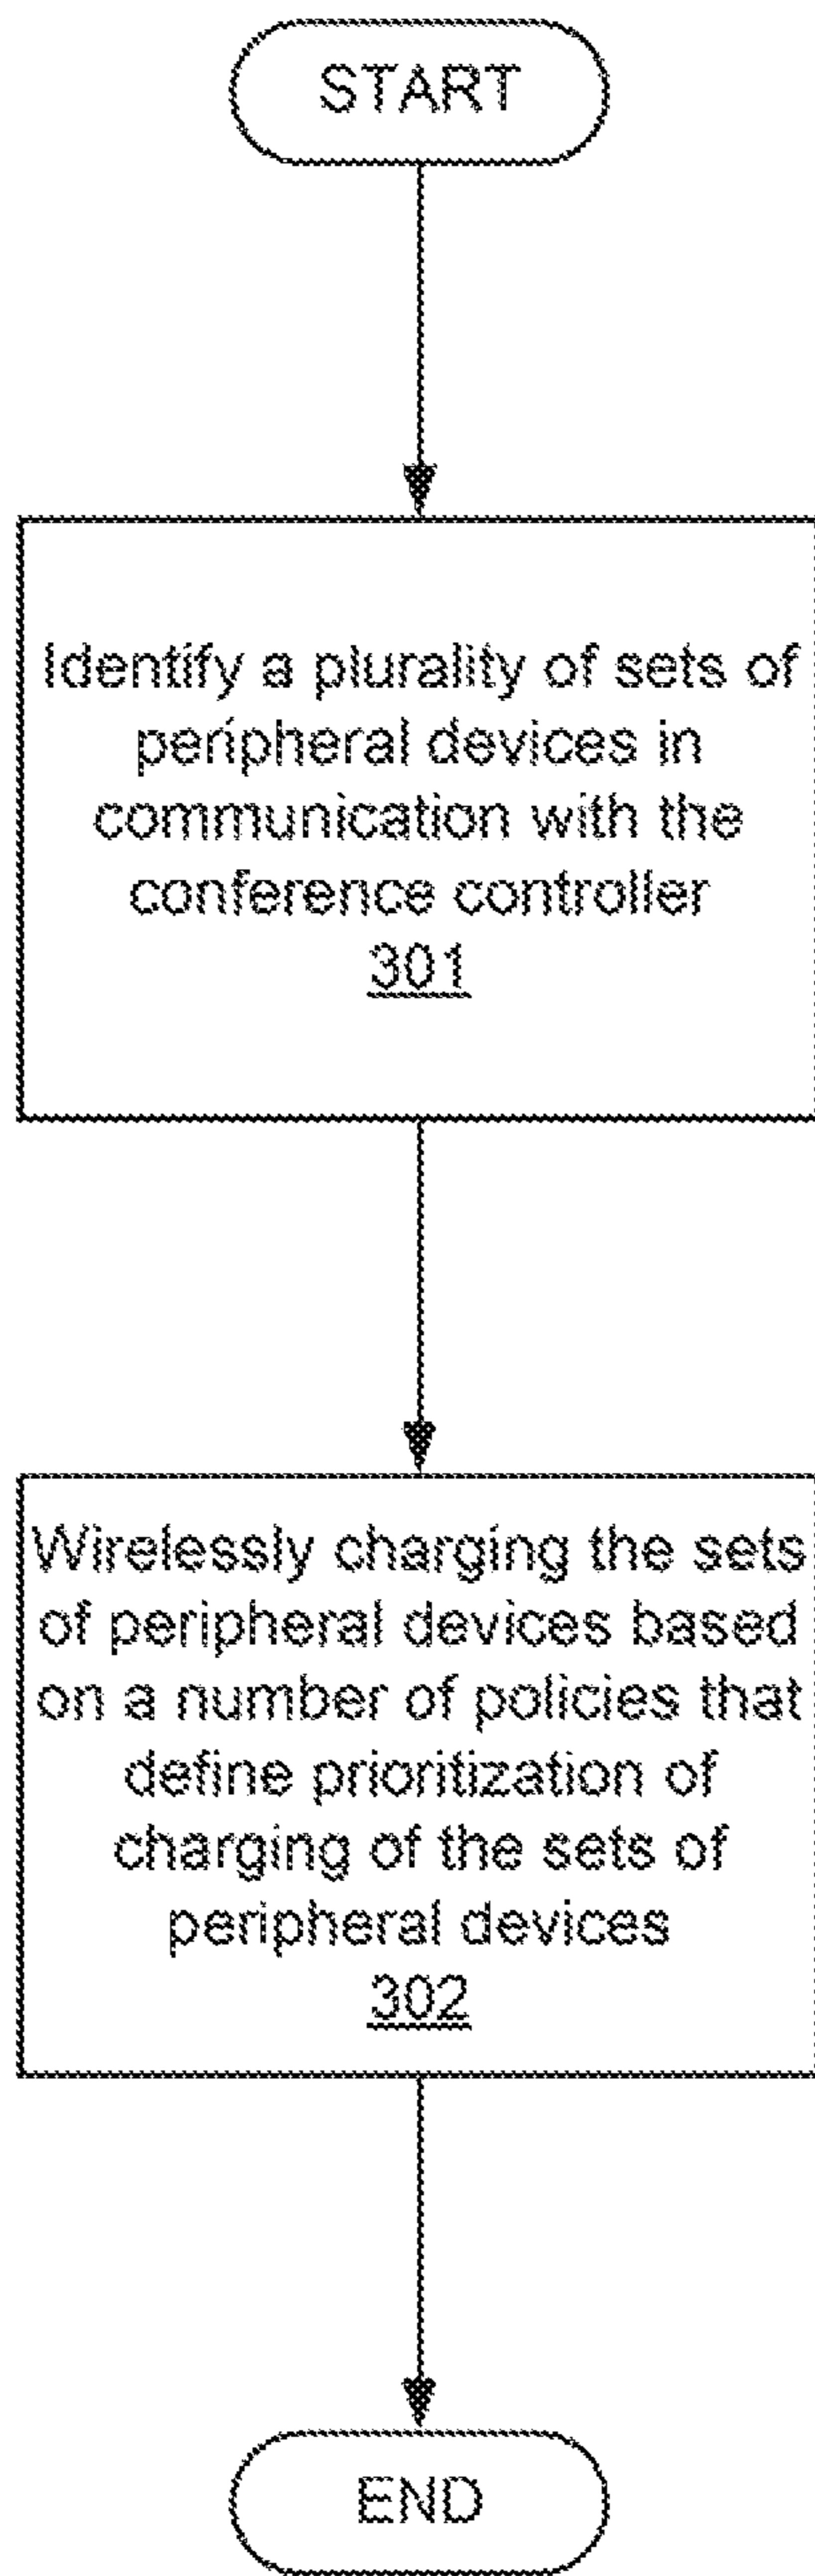 START
Identify a plurality of sets of
peripheral devices in
communication with the
conference controller
301
Wirelessly charging the sets
of peripheral devices based
on a number of policies that
define prioritization of
charging of the sets of
peripheral devices
302
END